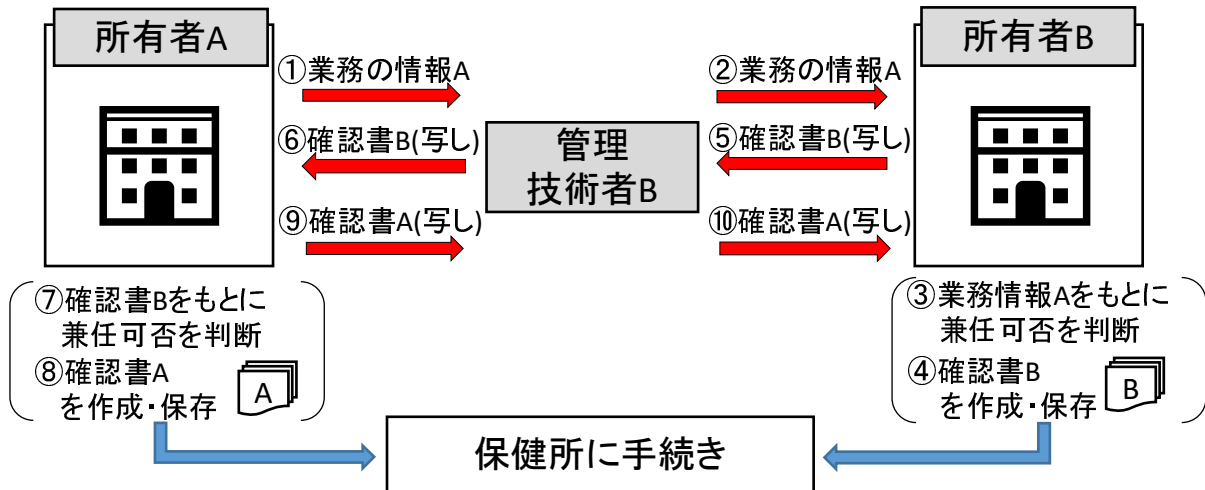 所有者A
所有者B
①業務の情報A
②業務の情報A
⑥確認書B(写し)
管理
技術者B
⑤確認書B(写し)
⑨確認書A(写し)
⑩確認書A(写し)
⑦確認書Bをもとに
兼任可否を判断
⑧確認書A
を作成・保存
A
③業務情報Aをもとに
兼任可否を判断
④確認書B
を作成・保存
B
保健所に手続き